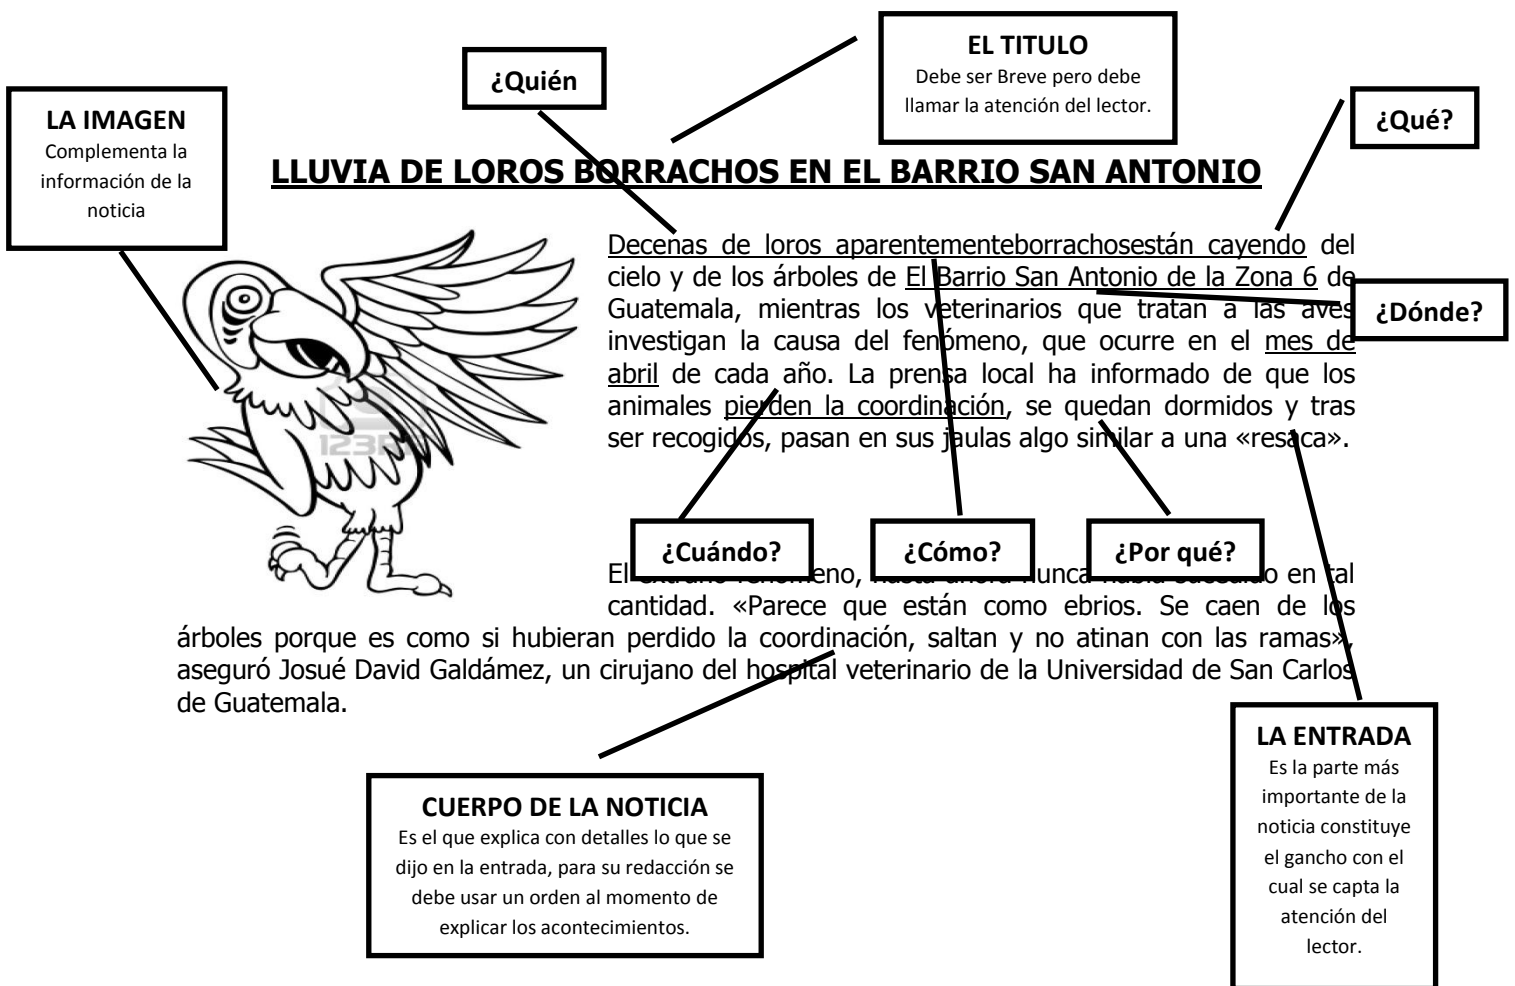 EL TITULO
Debe ser Breve pero debe
llamar la atención del lector.
¿Quién
¿Qué?
LA IMAGEN
Complementa la
información de la
noticia
LLUVIA DE LOROS BORRACHOS EN EL BARRIO SAN ANTONIO
Decenas de loros aparentementeborrachosestán cayendo del
cielo y de los árboles de El Barrio San Antonio de la Zona 6 de
Guatemala, mientras los veterinarios que tratan a las aves
investigan la causa del fenómeno, que ocurre en el mes de
abril de cada año. La prensa local ha informado de que los
animales pierden la coordinación, se quedan dormidos y tras
ser recogidos, pasan en sus jaulas algo similar a una «resaca».
¿Dónde?
123R
¿Cuándo?
¿Cómo?
¿Por qué?
El en tal
cantidad. «Parece que están como ebrios. Se caen de los
árboles porque es como si hubieran perdido la coordinación, saltan y no atinan con las ramas»,
aseguró Josué David Galdámez, un cirujano del hospital veterinario de la Universidad de San Carlos
de Guatemala.
LA ENTRADA
Es la parte más
importante de la
noticia constituye
el gancho con el
cual se capta la
atención del
lector.
CUERPO DE LA NOTICIA
Es el que explica con detalles lo que se
dijo en la entrada, para su redacción se
debe usar un orden al momento de
explicar los acontecimientos.